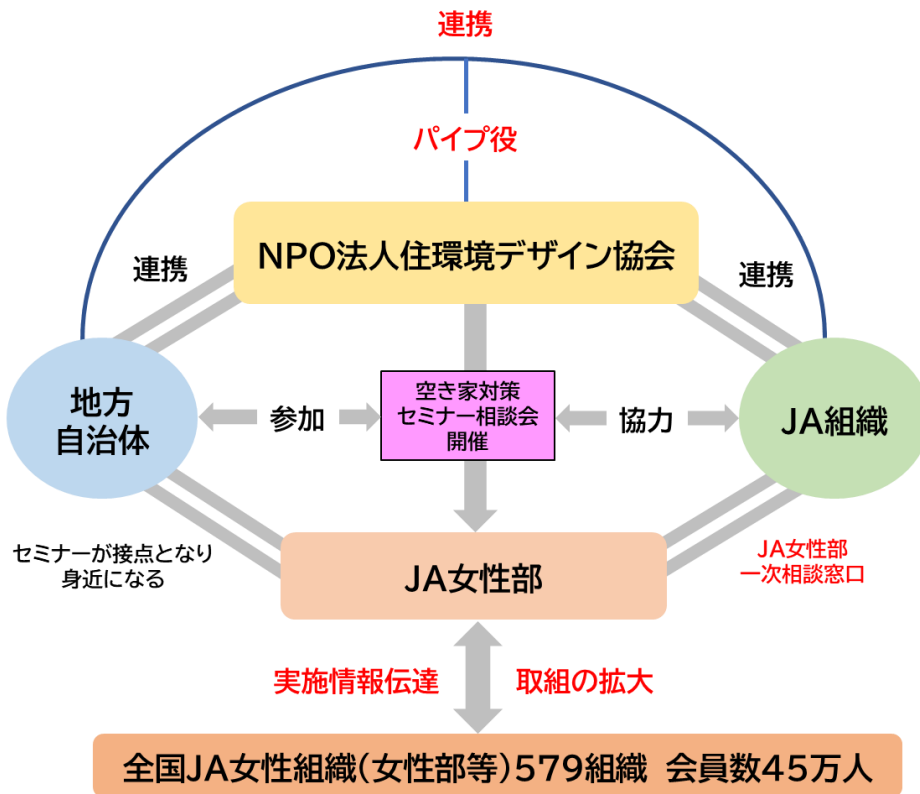 連携
パイプ役
NPO法人住環境デザイン協会
連携
連携
地方
自治体
参加
空き家対策
セミナー相談会
開催
協力
JA組織
セミナーが接点となり
身近になる
JA女性部
JA女性部
一次相談窓口
実施情報伝達
取組の拡大
全国JA女性組織(女性部等)579組織 会員数45万人